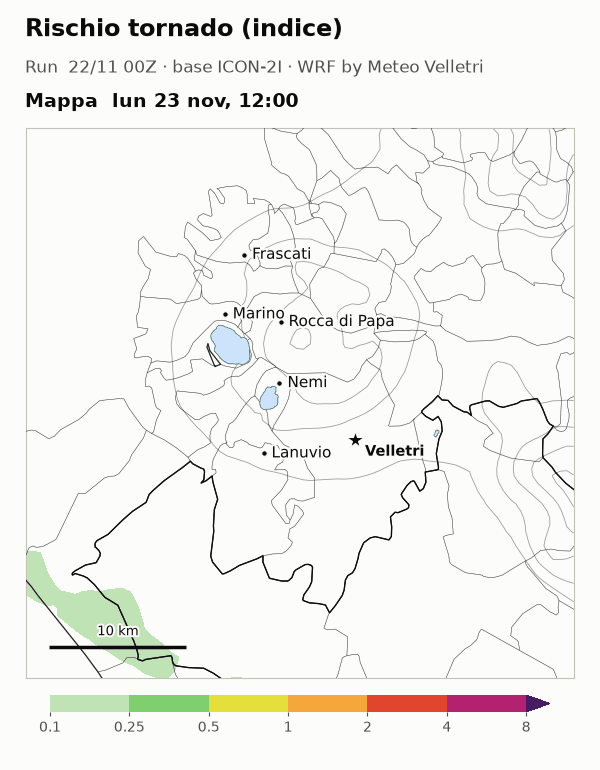 Rischio tornado (indice)
Run  22/11 00Z · base ICON-2I · WRF by Meteo Velletri
Mappa  lun 23 nov, 12:00
Frascati
Marino
Rocca di Papa
Nemi
Velletri
Lanuvio
10 km
0.1 0.25 0.5 1 2 4 8